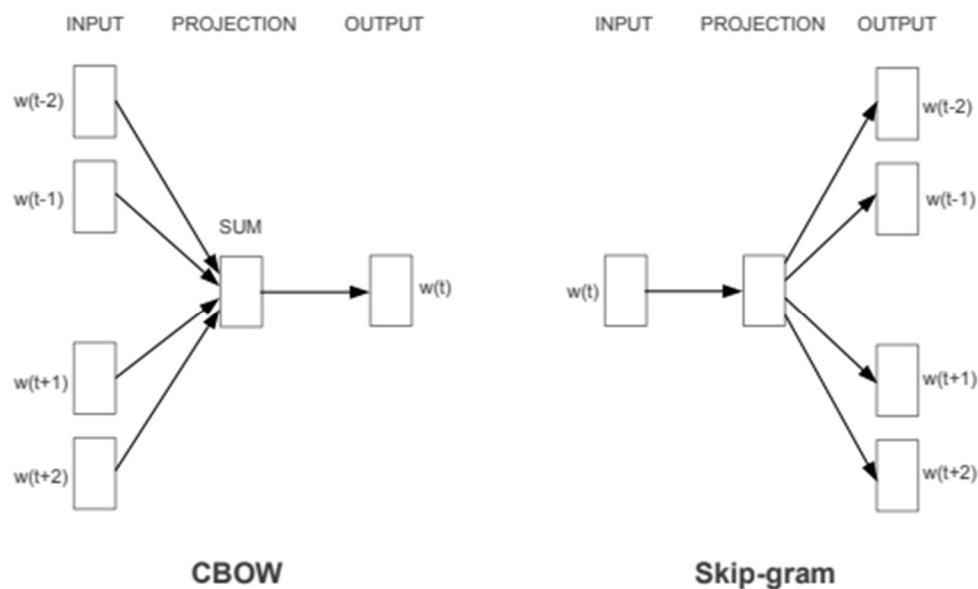 INPUT PROJECTION OUTPUT
w(t-2)
w(t-1)
SUM
w(t)
w(t+1)
w(t+2)
CBOW
INPUT PROJECTION OUTPUT
w(t-2)
w(t-1)
w(t)
w(t+1)
w(t+2)
Skip-gram